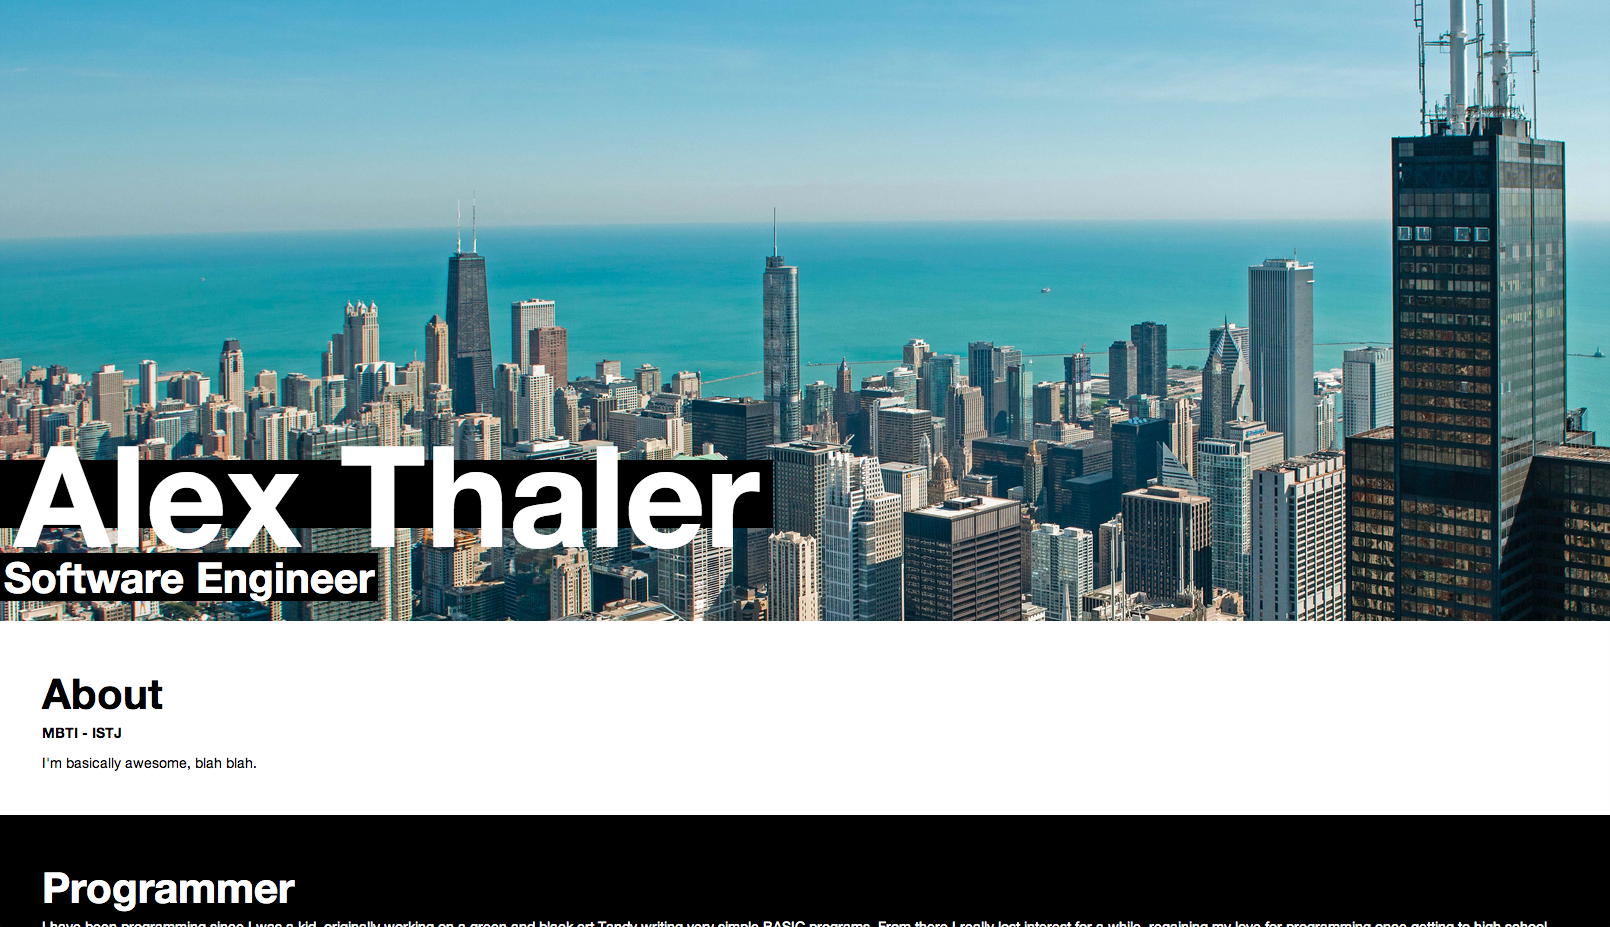 Alex Thaler
Software Engineer
About
MBTI - ISTJ
I'm basically awesome, blah blah.
Programmer
I have been programming since I was a kid, originally working on a green and black crt Tandy writing very simple BASIC programs. From there I really lost interest for a while, regaining my love for programming once getting to high school